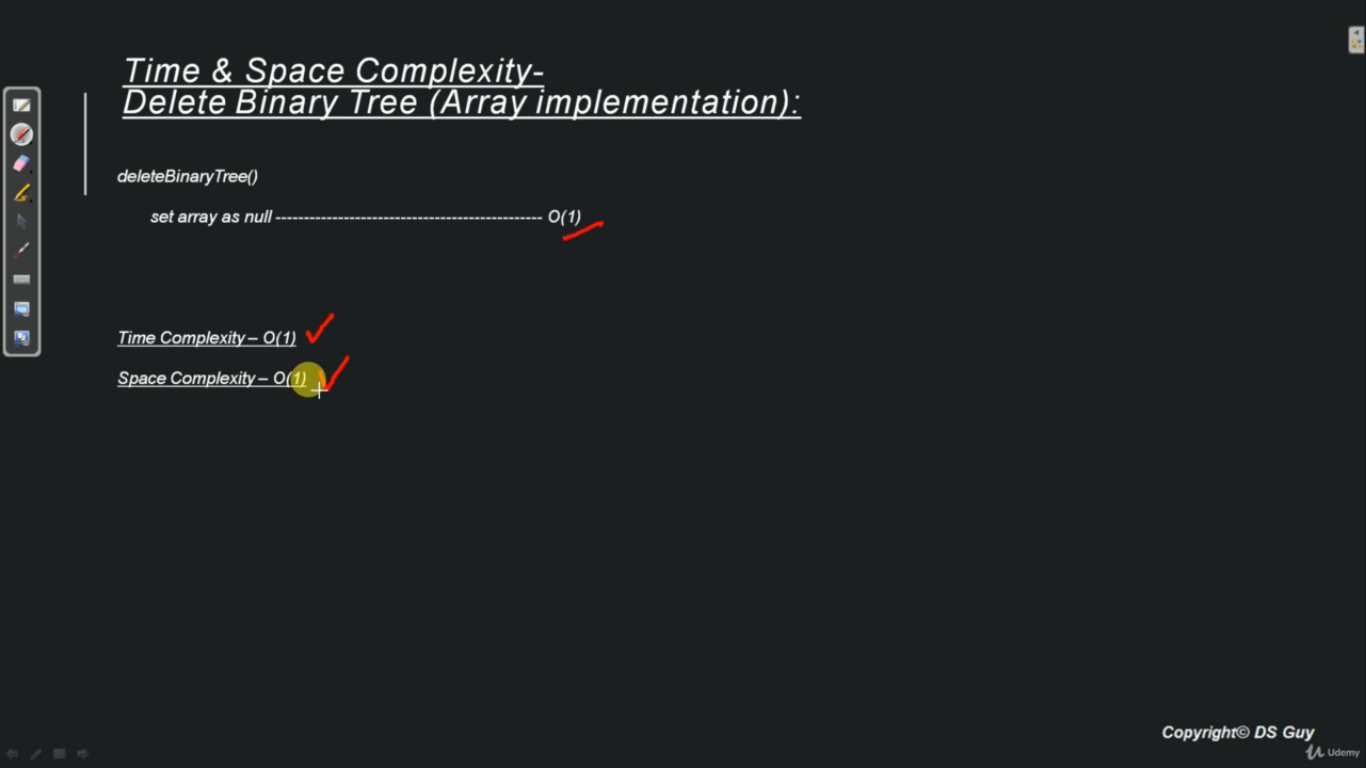 Time & Space Complexity-
Delete Binary Tree (Array implementation):
deleteBinaryTree()
set array as null ----------------------------------------------- O(1)
Time Complexity – O(1)
Space Complexity – O(1)
Copyright© DS Guy
Udemy